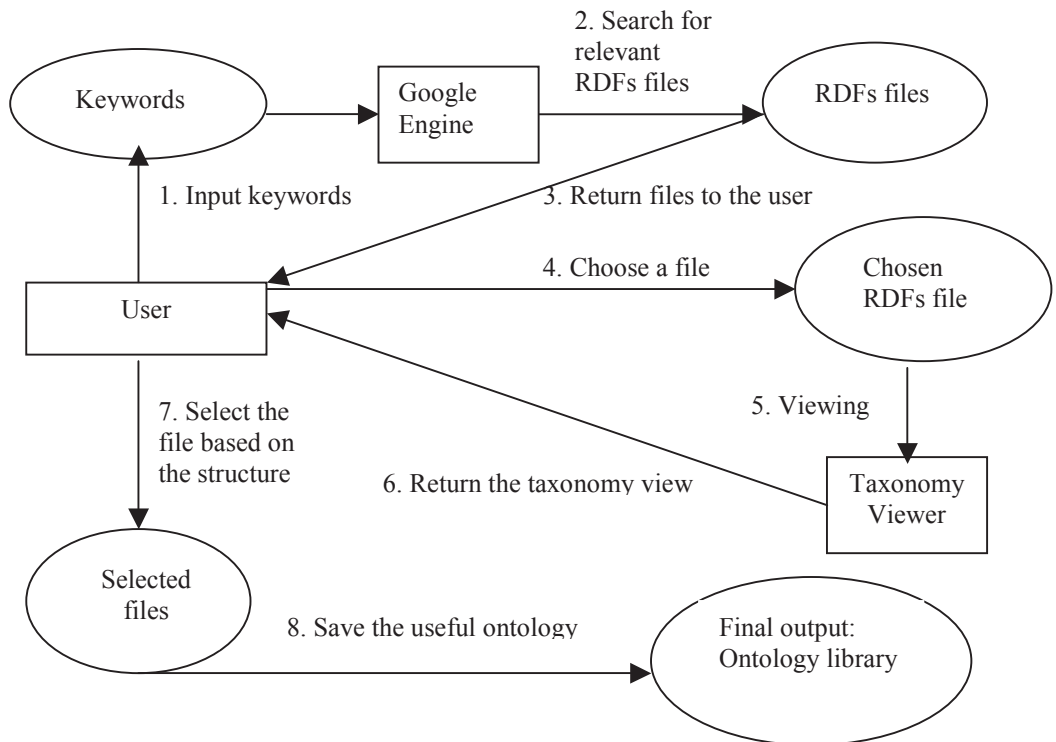 2. Search for
relevant
RDFs files
Keywords
Google
Engine
RDFs files
1. Input keywords
3. Return files to the user
4. Choose a file
Chosen
RDFs file
User
7. Select the
file based on
the structure
5. Viewing
6. Return the taxonomy view
Taxonomy
Viewer
Selected
files
8. Save the useful ontology
Final output:
Ontology library